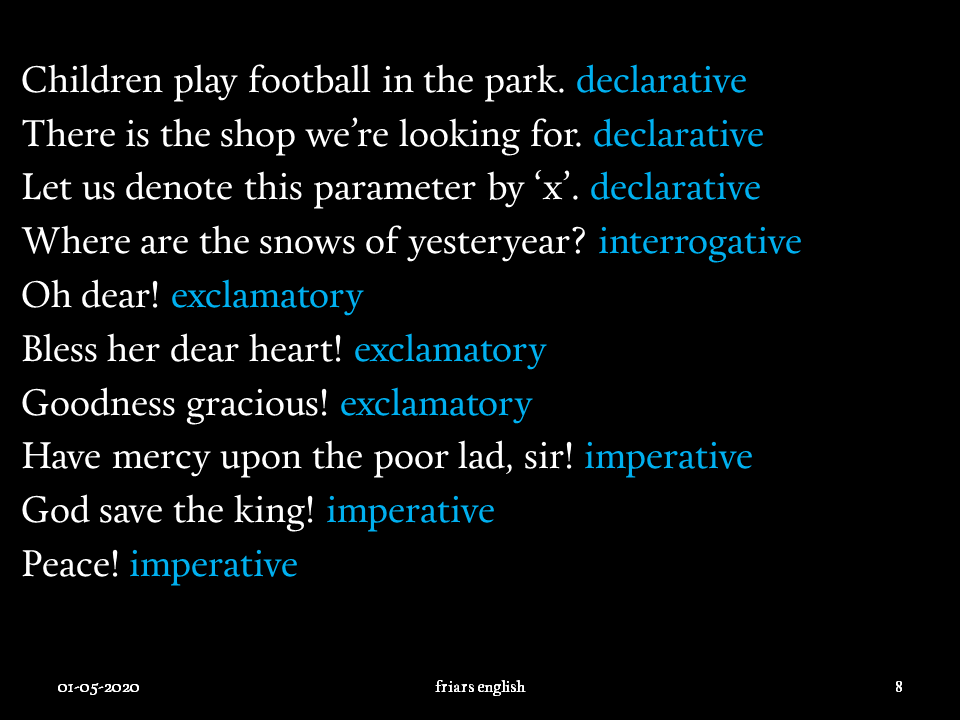 Children play football in the park. declarative
There is the shop we’re looking for. declarative
Let us denote this parameter by ‘x’. declarative
Where are the snows of yesteryear? interrogative
Oh dear! exclamatory
Bless her dear heart! exclamatory
Goodness gracious! exclamatory
Have mercy upon the poor lad, sir! imperative
God save the king! imperative
Peace! imperative
01-05-2020 friars english 8